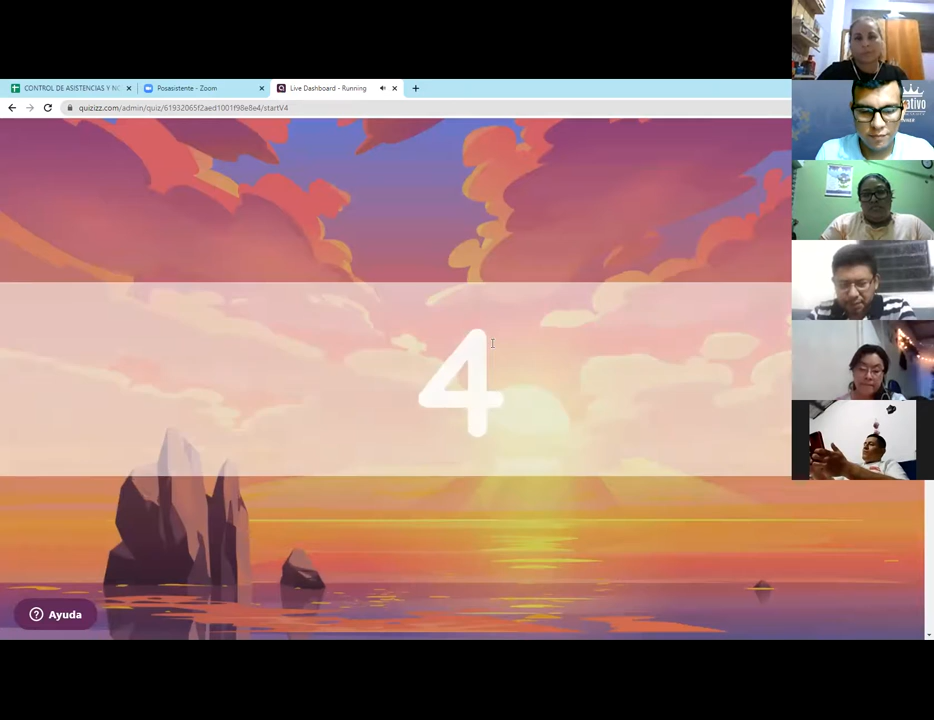 CONTROL DE ASISTENCIAS Y NO
Posasistente - Zoom
Live Dashboard - Running
quizizz.com/admin/quiz/61932065f2aed1001f98e8e4/startV4
4
Ayuda